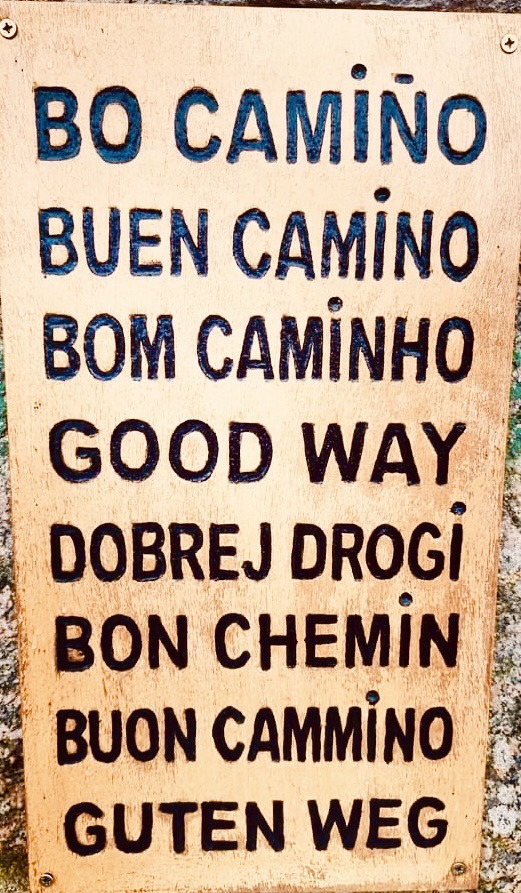 BO CAMIÑO
BUEN CAMINO
BOM CAMINHO
GOOD WAY
DOBREJ DROGI
BON CHEMIN
BUON CAMMINO
GUTEN WEG